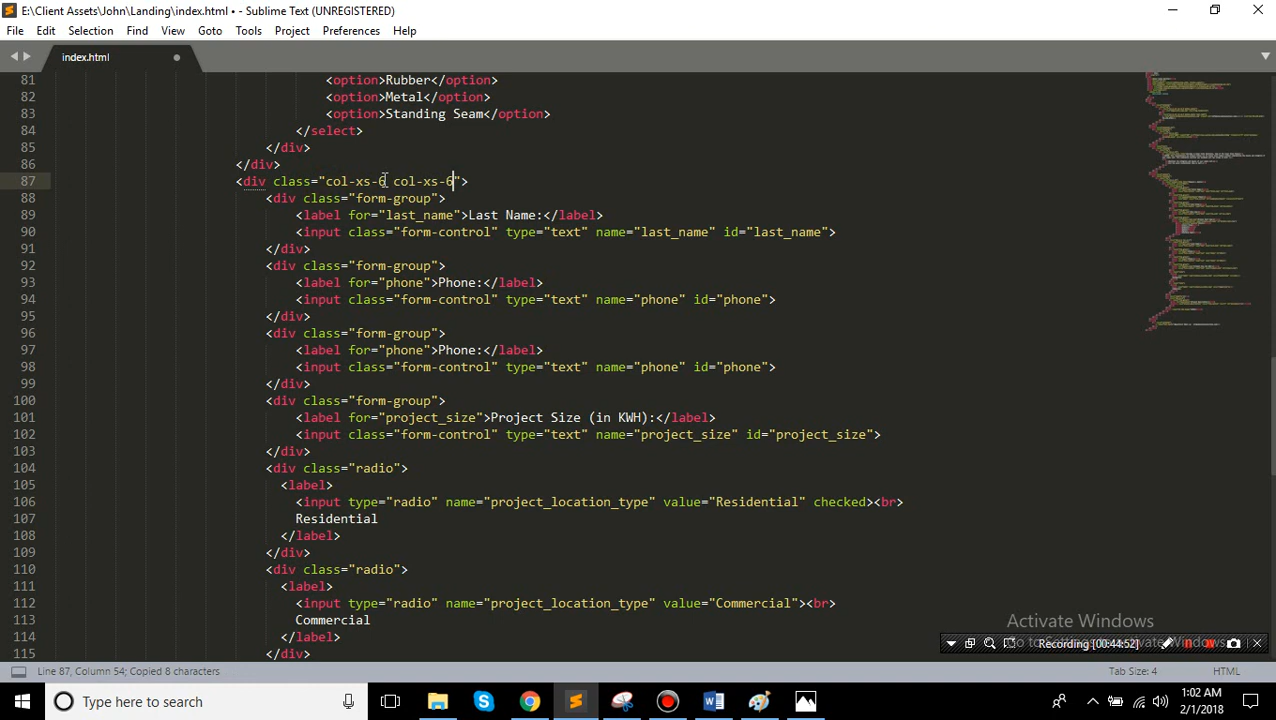 E:\Client Assets\John\Landing\index.html • - Sublime Text (UNREGISTERED)
File Edit Selection Find View Goto Tools Project Preferences Help
index.html
81 <option>Rubber</option>
82 <option>Metal</option>
83 <option>Standing Seam</option>
84 </select>
85 </div>
86 </div>
87 <div class="col-xs-6 col-xs-6">
88 <div class="form-group">
89 <label for="last_name">Last Name:</label>
90 <input class="form-control" type="text" name="last_name" id="last_name">
91 </div>
92 <div class="form-group">
93 <label for="phone">Phone:</label>
94 <input class="form-control" type="text" name="phone" id="phone">
95 </div>
96 <div class="form-group">
97 <label for="phone">Phone:</label>
98 <input class="form-control" type="text" name="phone" id="phone">
99 </div>
100 <div class="form-group">
101 <label for="project_size">Project Size (in KWH):</label>
102 <input class="form-control" type="text" name="project_size" id="project_size">
103 </div>
104 <div class="radio">
105 <label>
106 <input type="radio" name="project_location_type" value="Residential" checked><br>
107 Residential
108 </label>
109 </div>
110 <div class="radio">
111 <label>
112 <input type="radio" name="project_location_type" value="Commercial"><br>
113 Commercial
114 </label>
115 </div>
Activate Windows
Go to Settings to activate Windows.
Recording [00:44:52]
Line 87, Column 54; Copied 8 characters
Tab Size: 4 HTML
Type here to search
1:02 AM
2/1/2018